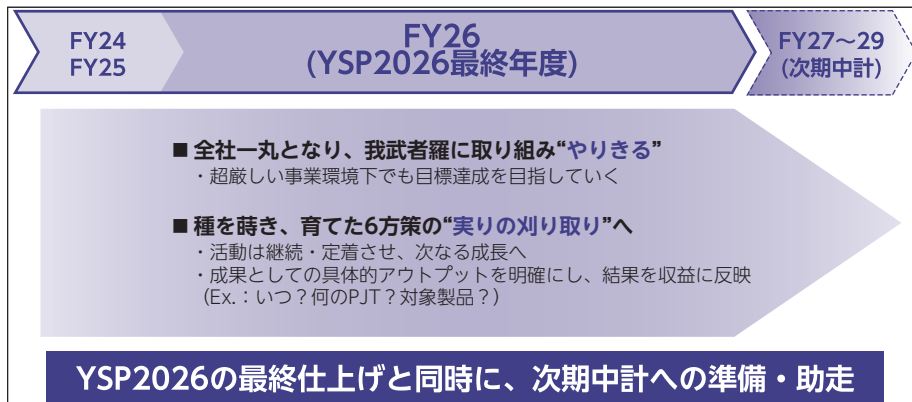 FY24
FY25
FY26
(YSP2026最終年度)
FY27～29
(次期中計)
■ 全社一丸となり、我武者羅に取り組み“やりきる”
・超厳しい事業環境下でも目標達成を目指していく
■ 種を蒔き、育てた6方策の“実りの刈り取り”へ
・活動は継続・定着させ、次なる成長へ
・成果としての具体的アウトプットを明確にし、結果を収益に反映
（Ex.：いつ？何のPJT？対象製品？）
YSP2026の最終仕上げと同時に、次期中計への準備・助走